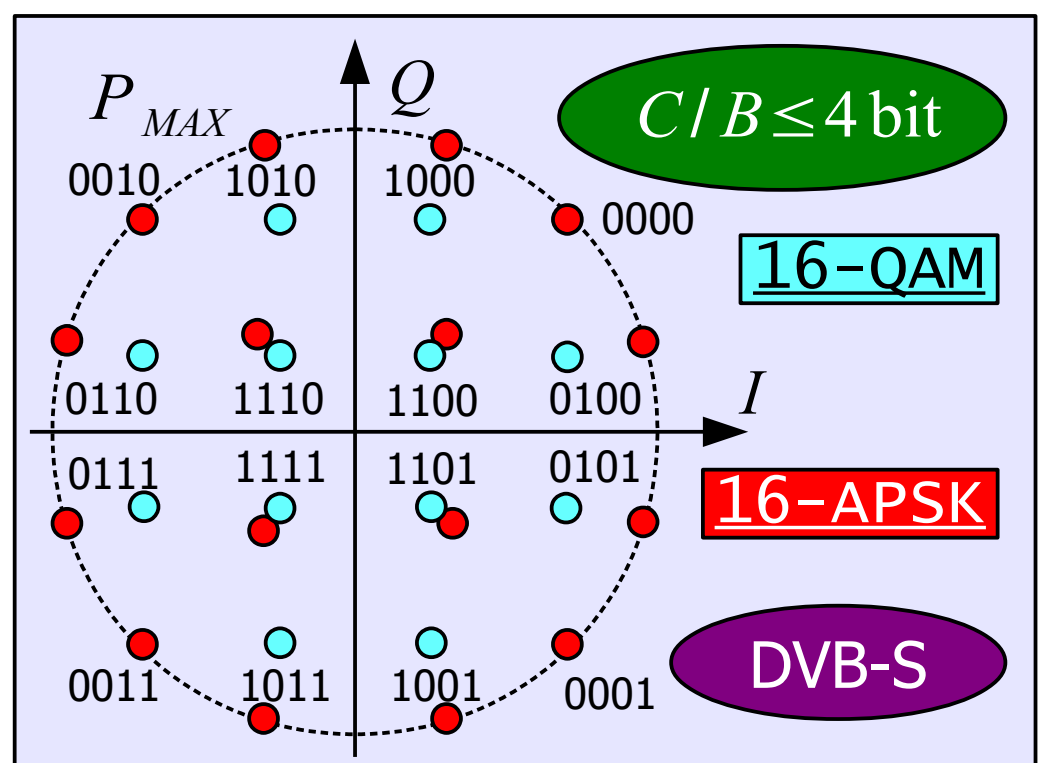 P MAX
Q
C / B ≤ 4 bit
0010 1010 1000 0000
16-QAM
0110 1110 1100 0100
I
0111 1111 1101 0101
16-APSK
DVB-S
0011 1011 1001 0001